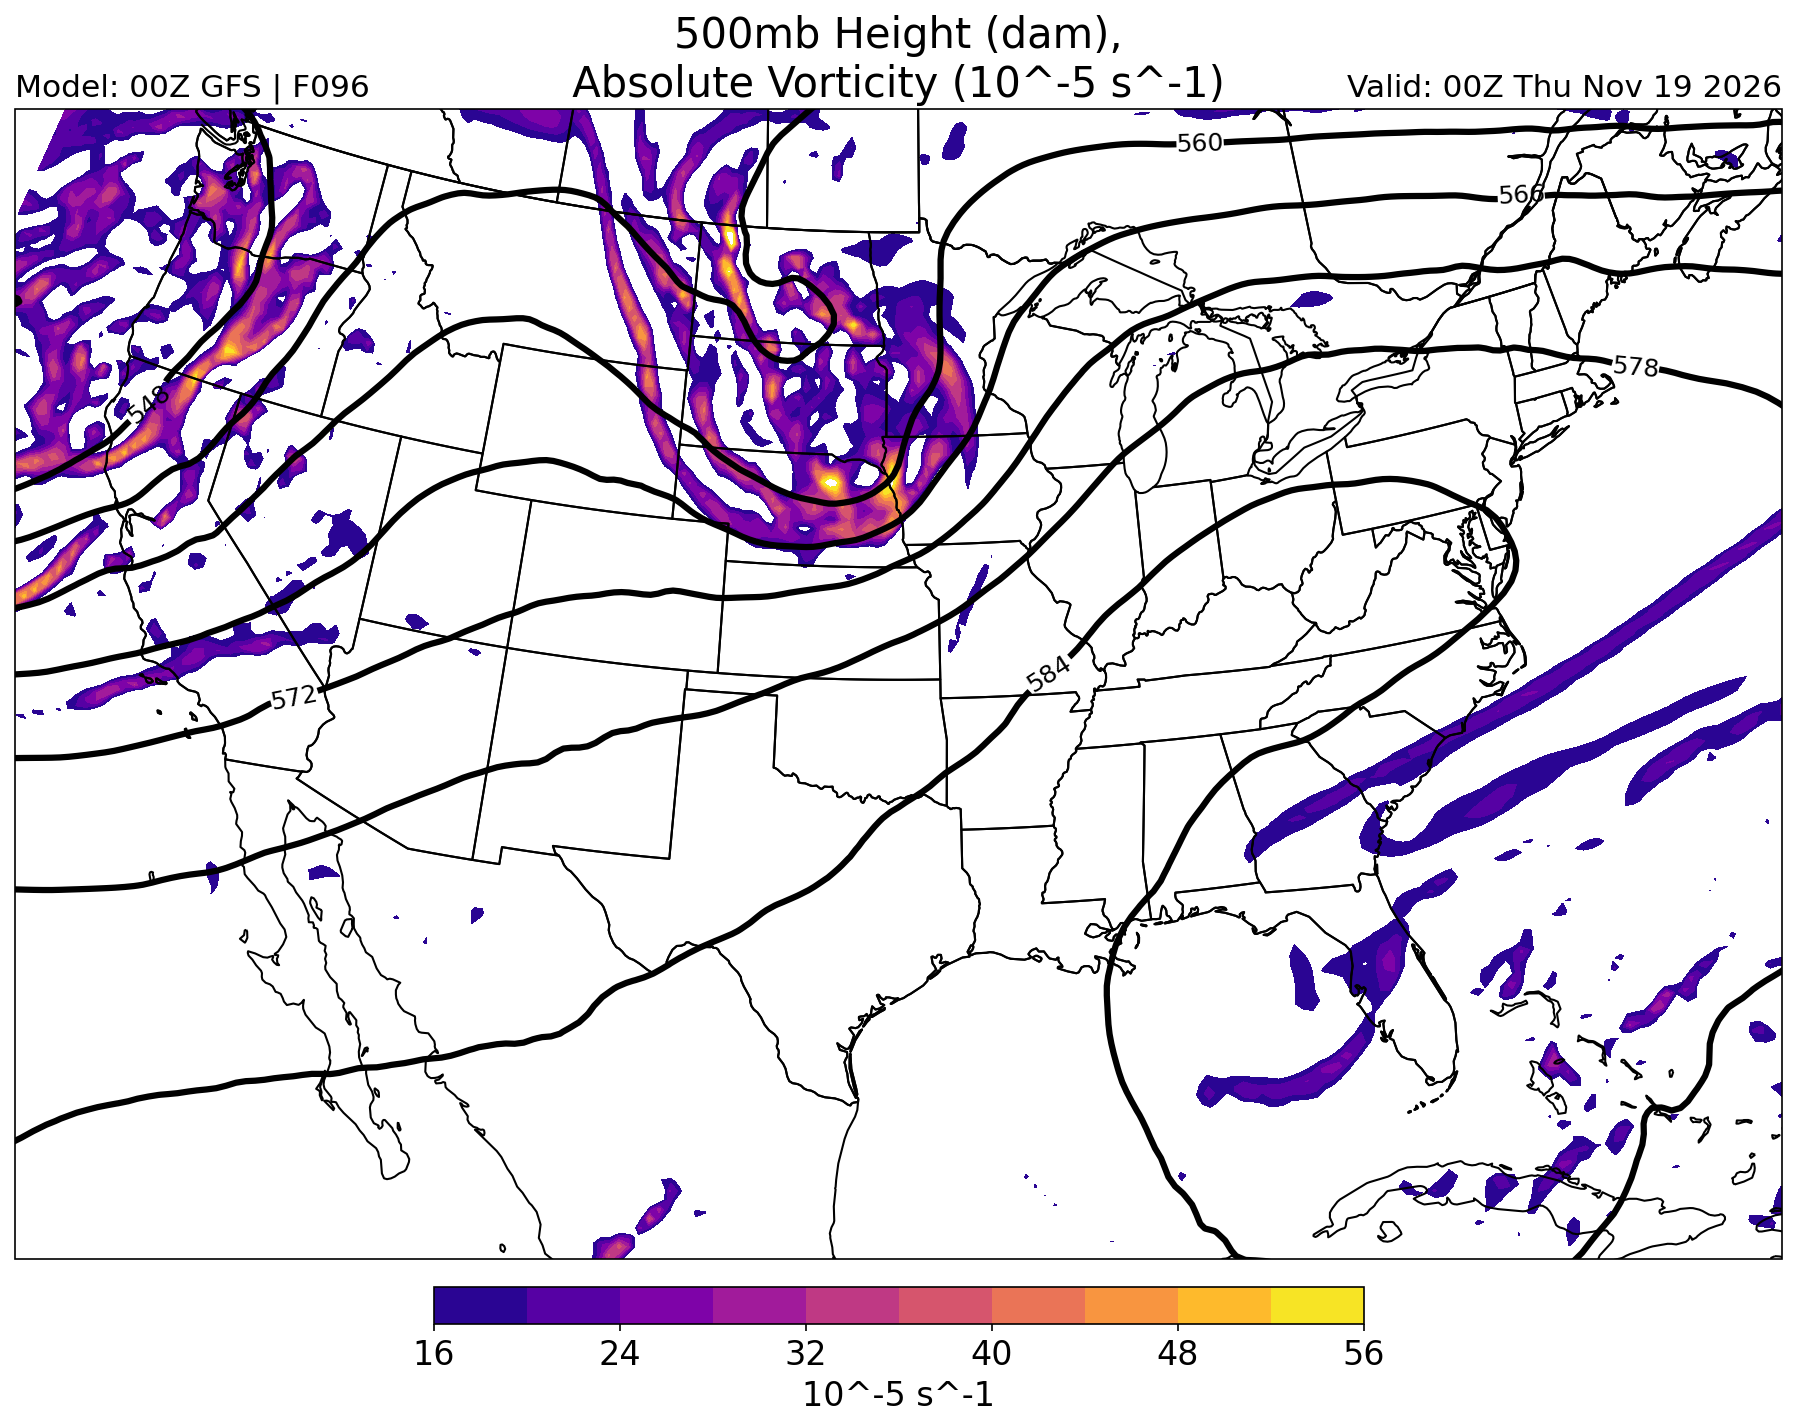 500mb Height (dam),
Model: 00Z GFS | F096
Absolute Vorticity (10^-5 s^-1)
Valid: 00Z Thu Nov 19 2026
560
566
578
548
584
572
16
24
32
40
48
56
10^-5 s^-1